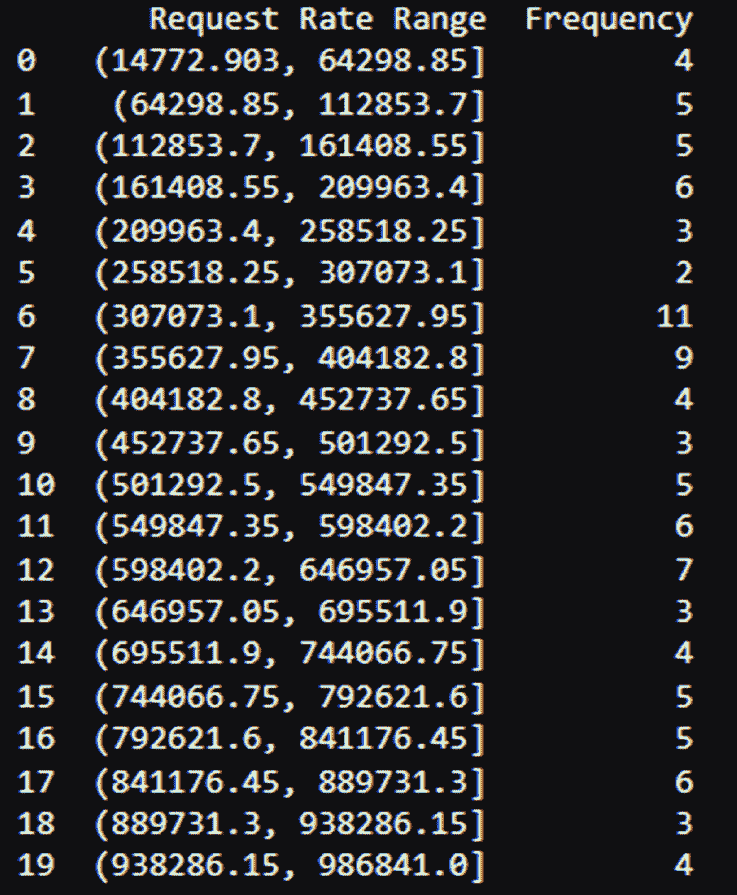 Request Rate Range Frequency
0 (14772.903, 64298.85] 4
1 (64298.85, 112853.7] 5
2 (112853.7, 161408.55] 5
3 (161408.55, 209963.4] 6
4 (209963.4, 258518.25] 3
5 (258518.25, 307073.1] 2
6 (307073.1, 355627.95] 11
7 (355627.95, 404182.8] 9
8 (404182.8, 452737.65] 4
9 (452737.65, 501292.5] 3
10 (501292.5, 549847.35] 5
11 (549847.35, 598402.2] 6
12 (598402.2, 646957.05] 7
13 (646957.05, 695511.9] 3
14 (695511.9, 744066.75] 4
15 (744066.75, 792621.6] 5
16 (792621.6, 841176.45] 5
17 (841176.45, 889731.3] 6
18 (889731.3, 938286.15] 3
19 (938286.15, 986841.0] 4